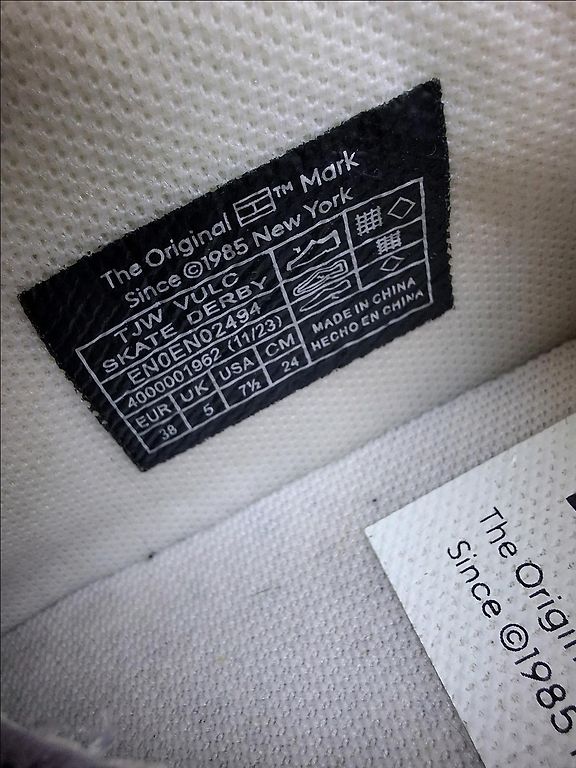 The Original TM Mark
Since ©1985 New York
TJW VULC
SKATE DERBY
EN0EN02494
4000001962 (11/23)
EUR UK USA CM
38 5 7½ 24
MADE IN CHINA
HECHO EN CHINA
The Origin
Since ©1985